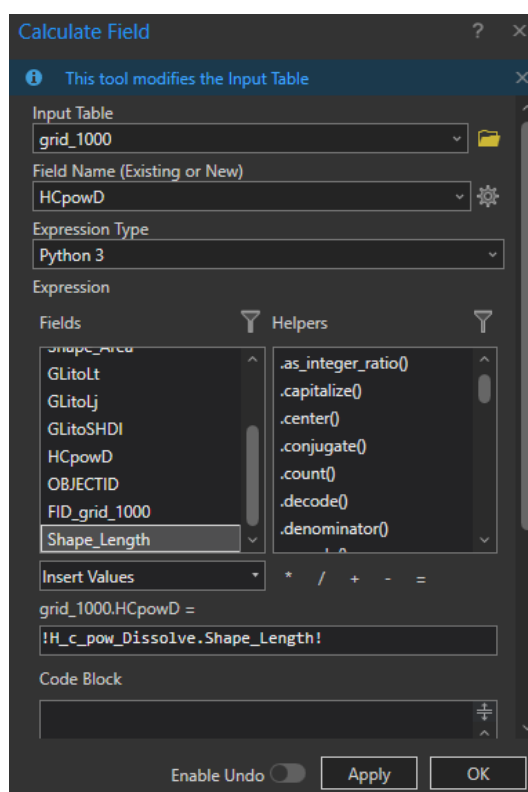 Calculate Field ? ×
This tool modifies the Input Table ×
Input Table
grid_1000
Field Name (Existing or New)
HCpowD
Expression Type
Python 3
Expression
Fields Helpers
Shape_Area
GLitoLt
GLitoLj
GLitoSHDI
HCpowD
OBJECTID
FID_grid_1000
Shape_Length
.as_integer_ratio()
.capitalize()
.center()
.conjugate()
.count()
.decode()
.denominator()
Insert Values * / + - =
grid_1000.HCpowD =
!H_c_pow_Dissolve.Shape_Length!
Code Block
Enable Undo Apply OK